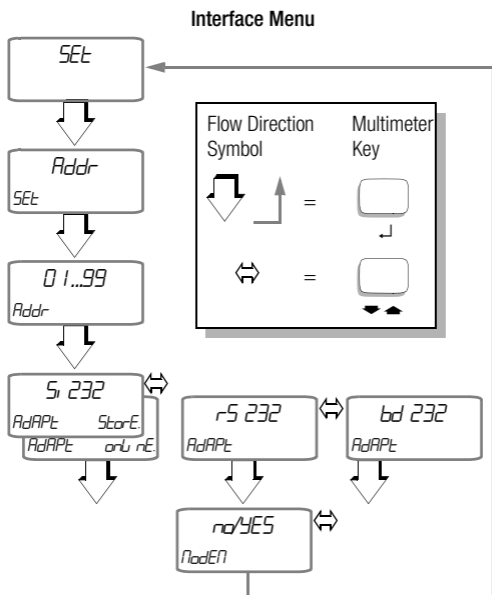 Interface Menu
SEt
Flow Direction Symbol
Multimeter Key
=
=
Addr
SEt
01...99
Addr
Si 232
AdAPt StorE.
AdAPt onLinE.
rS 232
AdAPt
bd 232
AdAPt
no/YES
ModEM